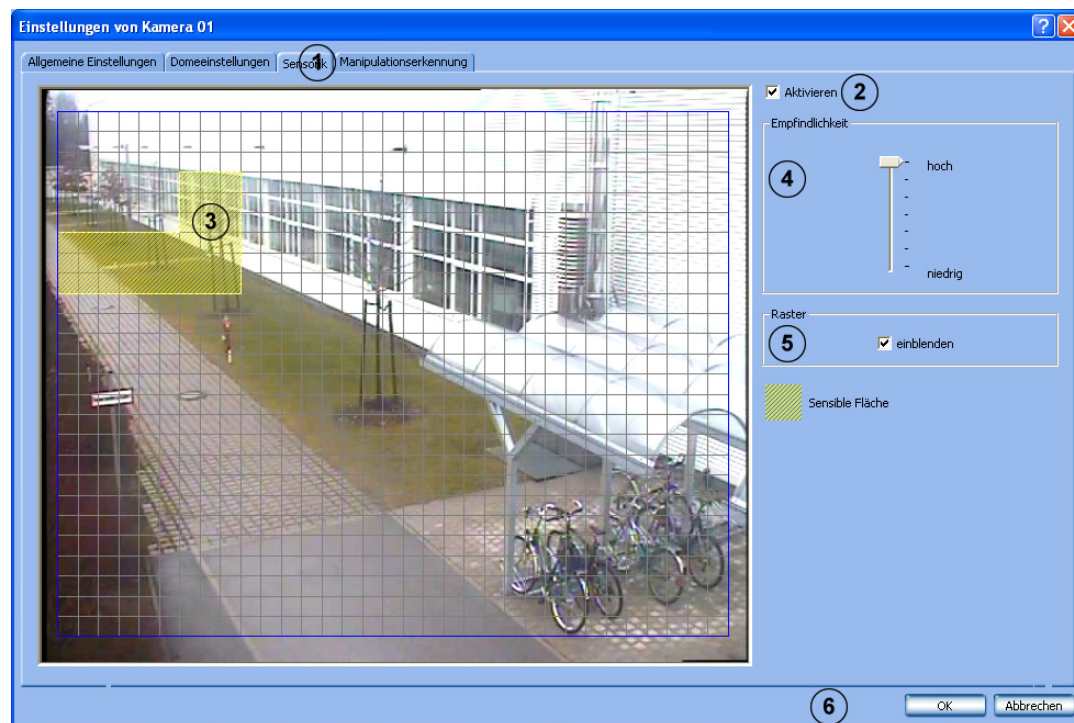 Einstellungen von Kamera 01
Allgemeine Einstellungen Domeeinstellungen Sensorik Manipulationserkennung
1
Aktivieren
2
Empfindlichkeit
hoch
4
niedrig
3
Raster
5
einblenden
Sensible Fläche
6
OK Abbrechen